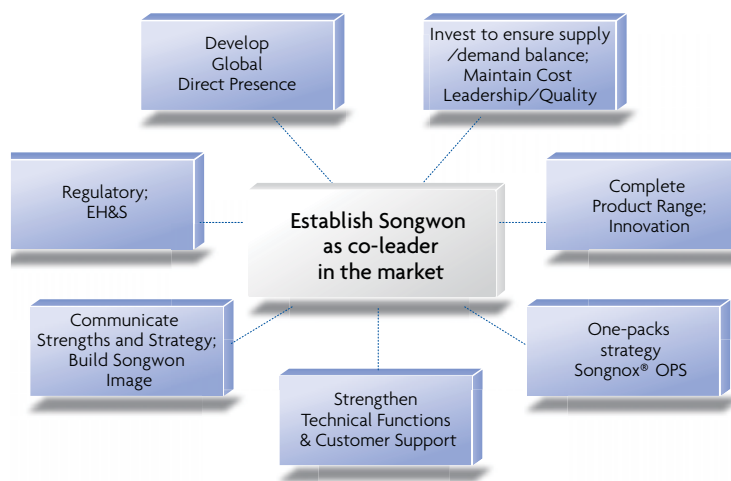 Develop
Global
Direct Presence
Invest to ensure supply
/demand balance;
Maintain Cost
Leadership/Quality
Regulatory;
EH&S
Establish Songwon
as co-leader
in the market
Complete
Product Range;
Innovation
Communicate
Strengths and Strategy;
Build Songwon
Image
One-packs
strategy
Songnox® OPS
Strengthen
Technical Functions
& Customer Support